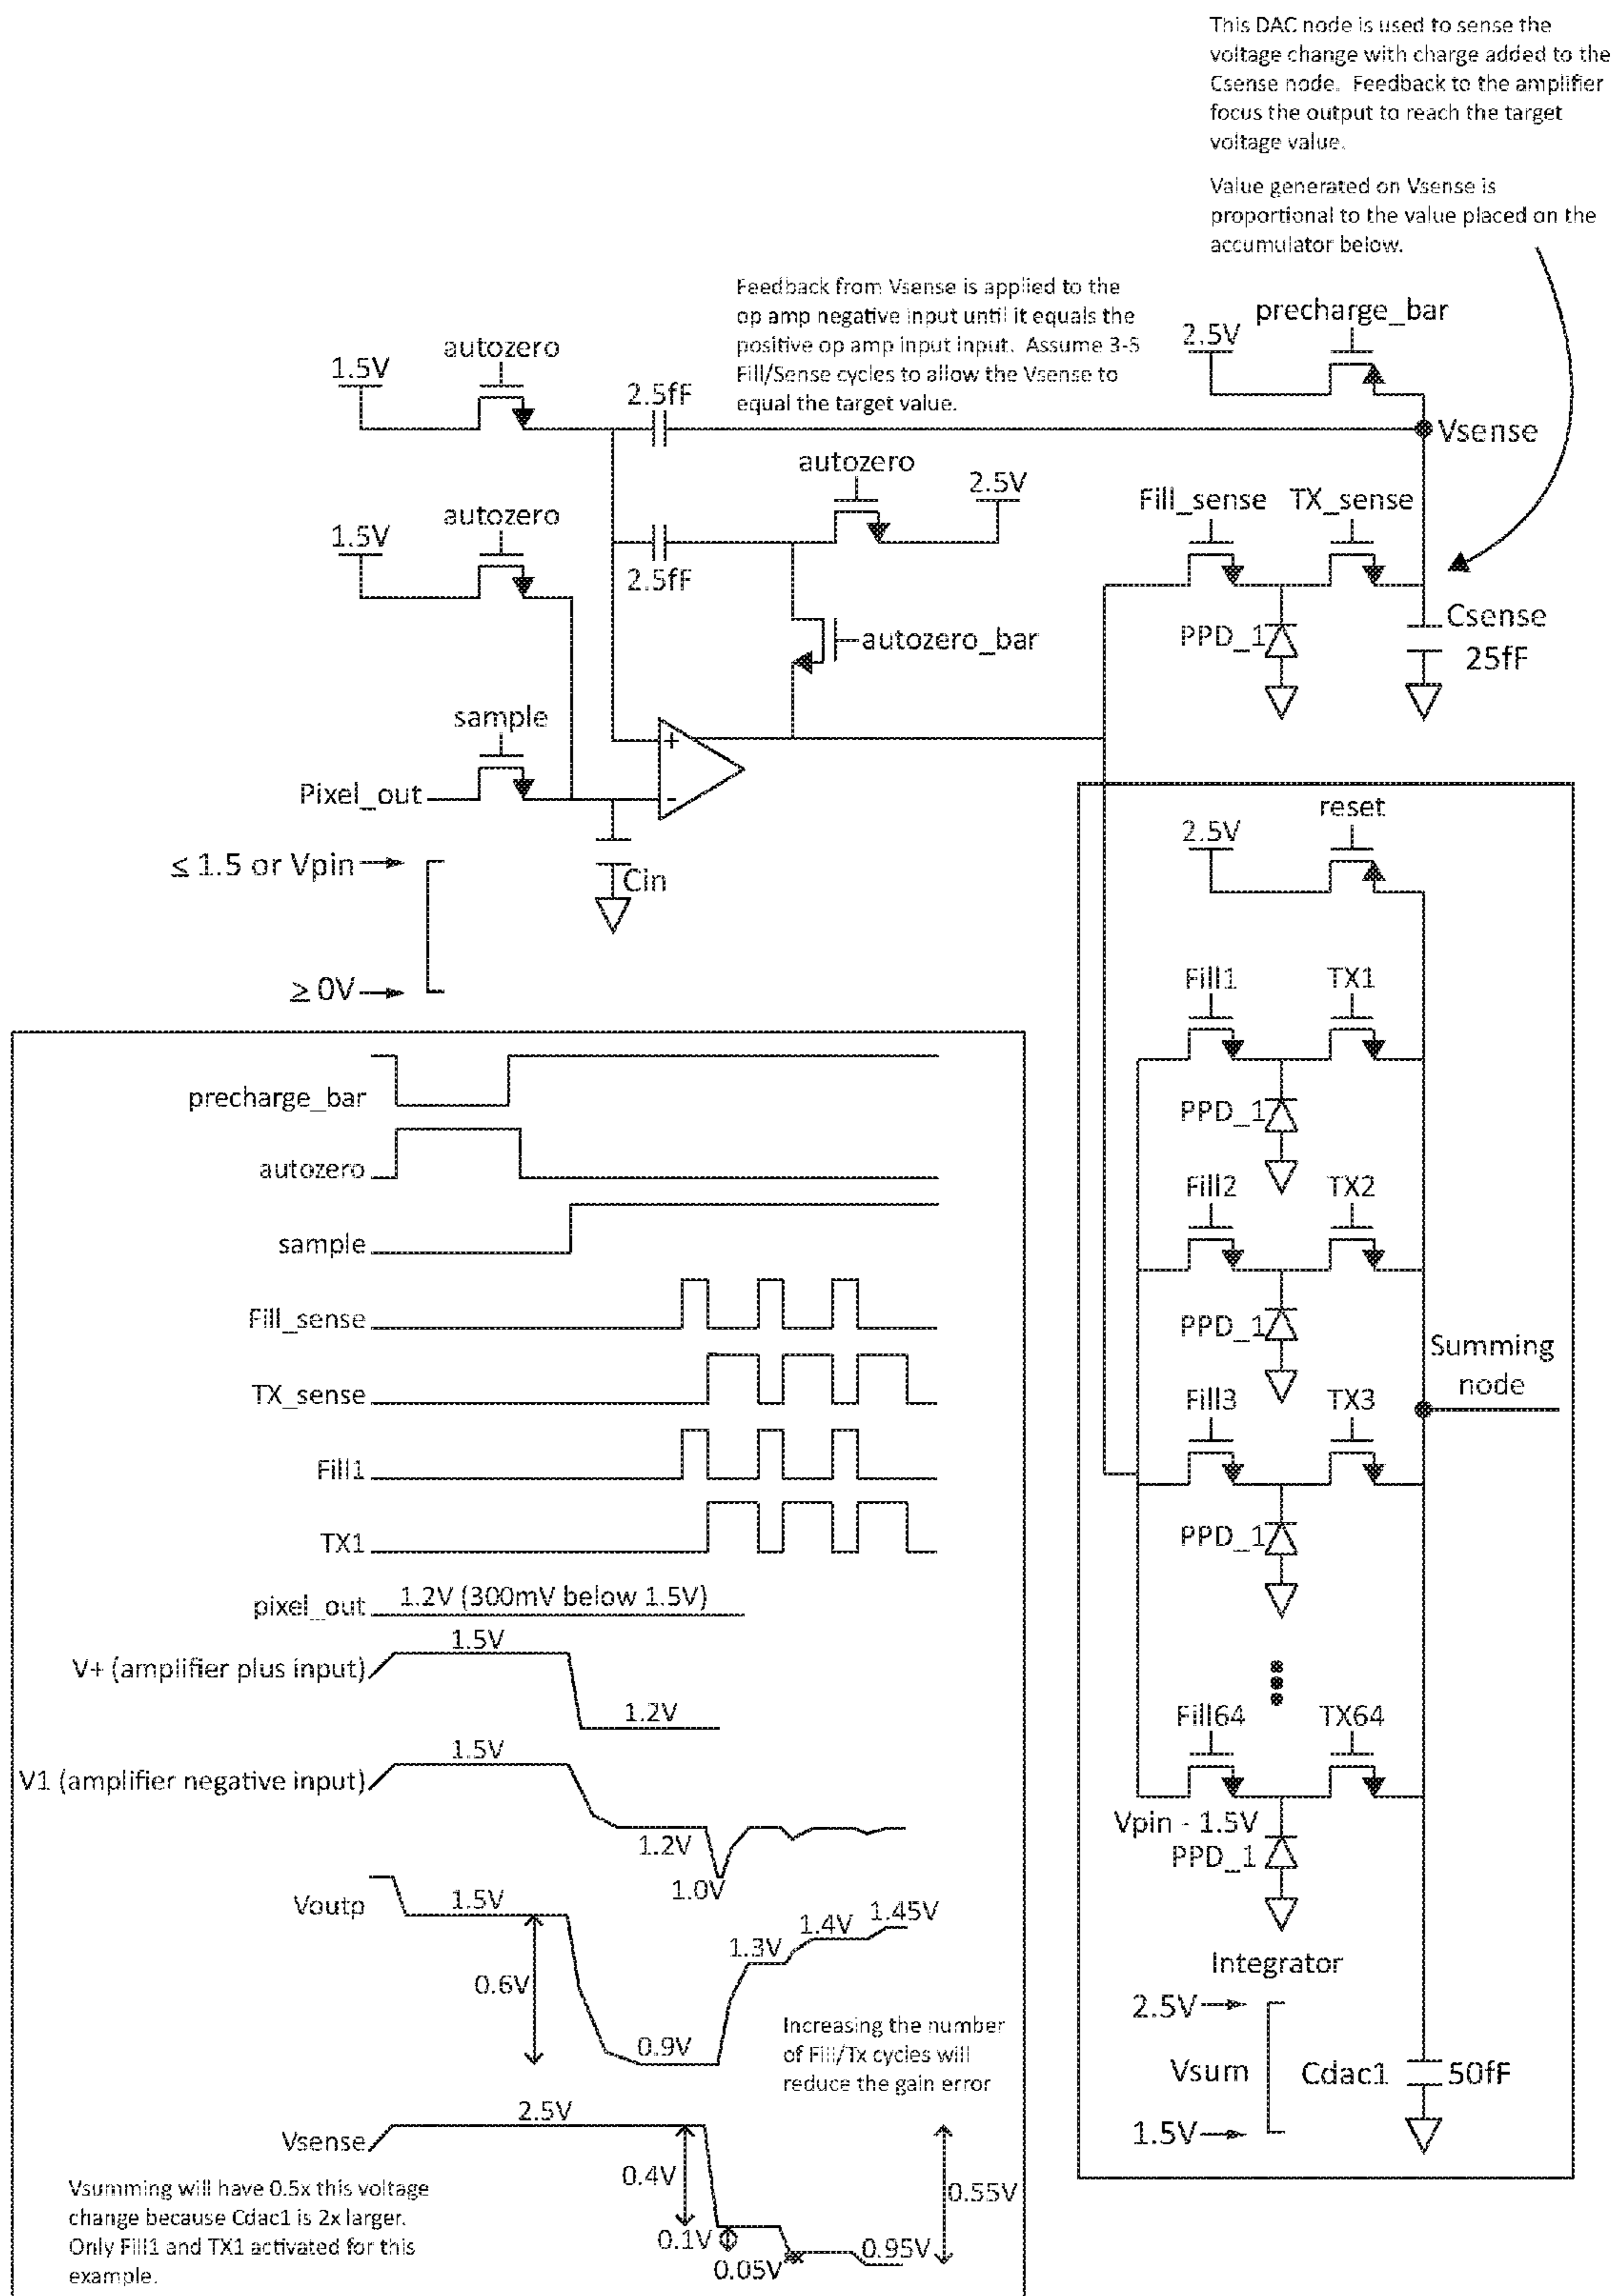 This DAC node is used to sense the
voltage change with charge added to the
Csense node. Feedback to the amplifier
focus the output to reach the target
voltage value.
Value generated on Vsense is
proportional to the value placed on the
accumulator below.
Feedback from Vsense is applied to the
op amp negative input until it equals the
positive op amp input input. Assume 3-5
Fill/Sense cycles to allow the Vsense to
equal the target value.
precharge_bar
2.5V
autozero
1.5V
2.5fF
Vsense
autozero
2.5V
Fill_sense
TX_sense
autozero
1.5V
2.5fF
autozero_bar
PPD_1
Csense
25fF
sample
Pixel_out
+
-
Cin
≤ 1.5 or Vpin
≥ 0V
reset
2.5V
Fill1
TX1
PPD_1
Fill2
TX2
PPD_1
Summing
node
Fill3
TX3
PPD_1
Fill64
TX64
Vpin - 1.5V
PPD_1
Integrator
2.5V
Vsum
1.5V
Cdac1
50fF
precharge_bar
autozero
sample
Fill_sense
TX_sense
Fill1
TX1
pixel_out
1.2V (300mV below 1.5V)
V+ (amplifier plus input)
1.5V
1.2V
V1 (amplifier negative input)
1.5V
1.2V
1.0V
Voutp
1.5V
0.6V
0.9V
1.3V
1.4V
1.45V
Increasing the number
of Fill/Tx cycles will
reduce the gain error
Vsense
2.5V
0.4V
0.1V
0.05V
0.95V
0.55V
Vsumming will have 0.5x this voltage
change because Cdac1 is 2x larger.
Only Fill1 and TX1 activated for this
example.